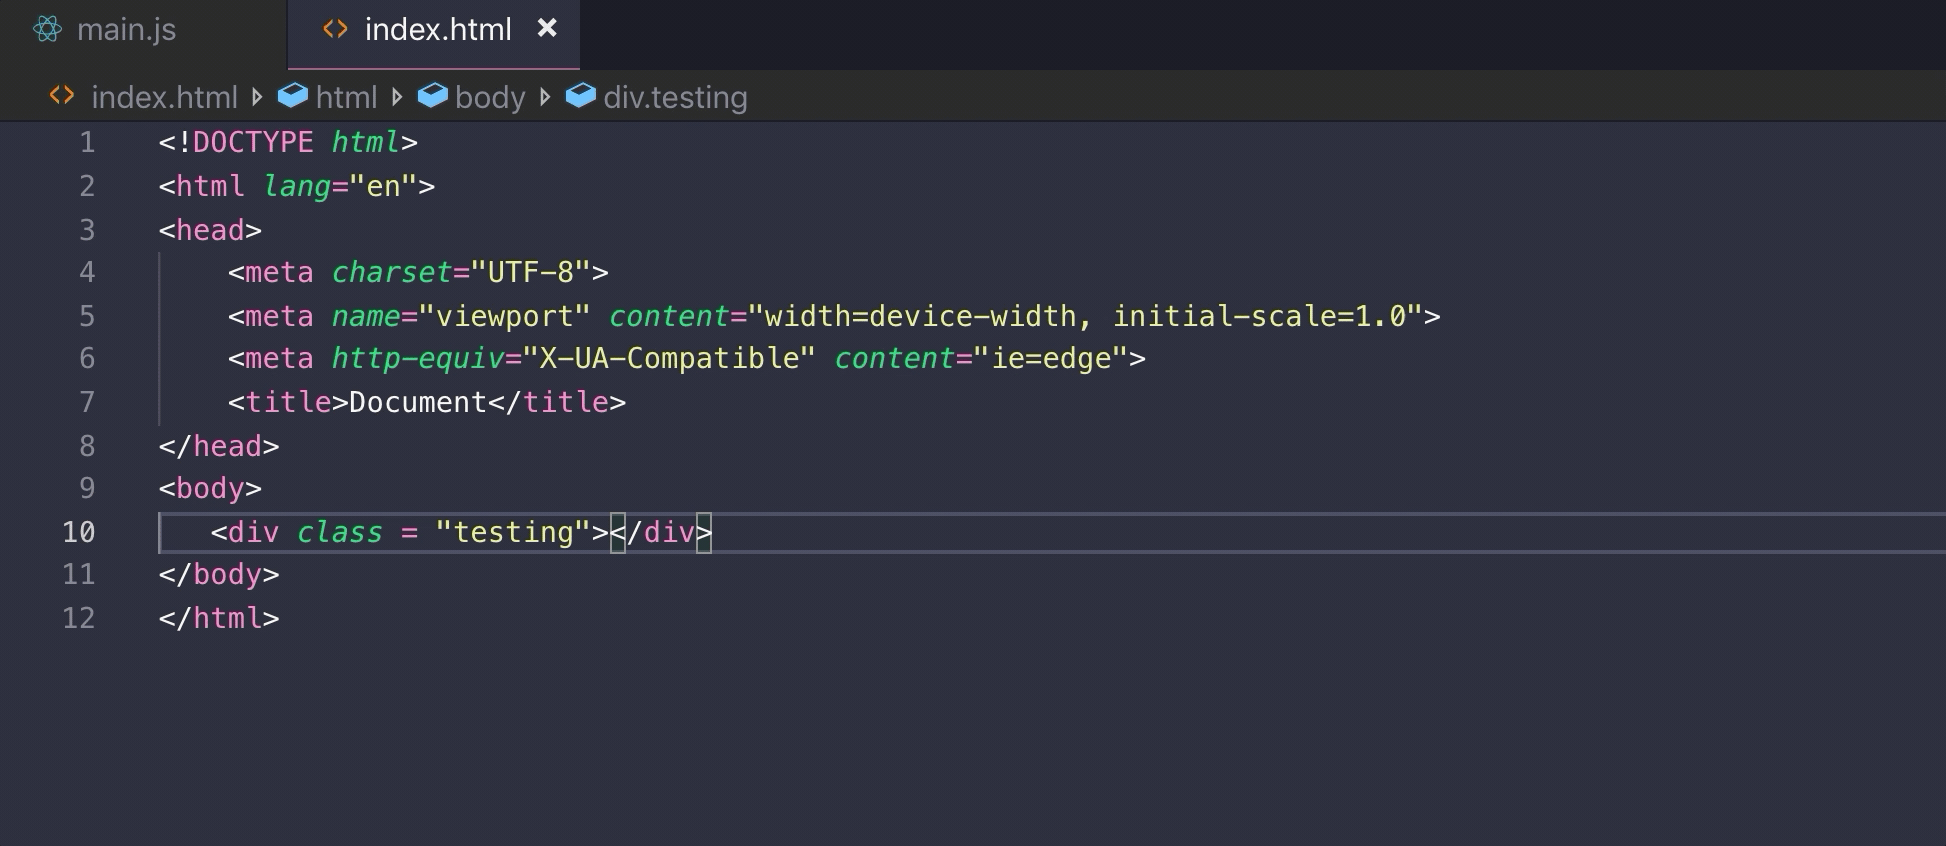 main.js index.html
index.html html body div.testing
1 <!DOCTYPE html>
2 <html lang="en">
3 <head>
4     <meta charset="UTF-8">
5     <meta name="viewport" content="width=device-width, initial-scale=1.0">
6     <meta http-equiv="X-UA-Compatible" content="ie=edge">
7     <title>Document</title>
8 </head>
9 <body>
10    <div class = "testing"></div>
11 </body>
12 </html>